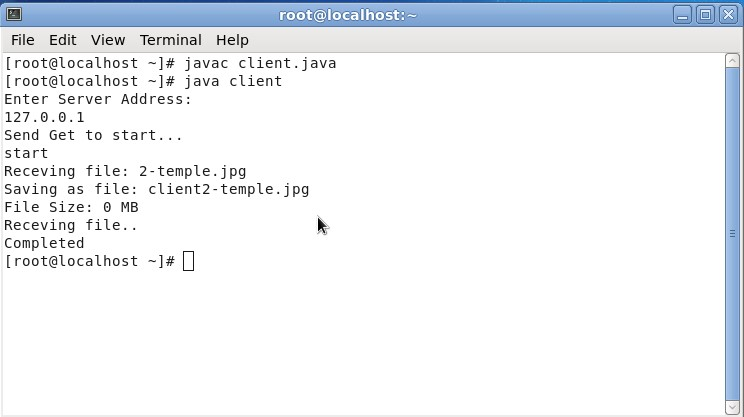 root@localhost:~
File Edit View Terminal Help
[root@localhost ~]# javac client.java
[root@localhost ~]# java client
Enter Server Address:
127.0.0.1
Send Get to start...
start
Receving file: 2-temple.jpg
Saving as file: client2-temple.jpg
File Size: 0 MB
Receving file..
Completed
[root@localhost ~]#